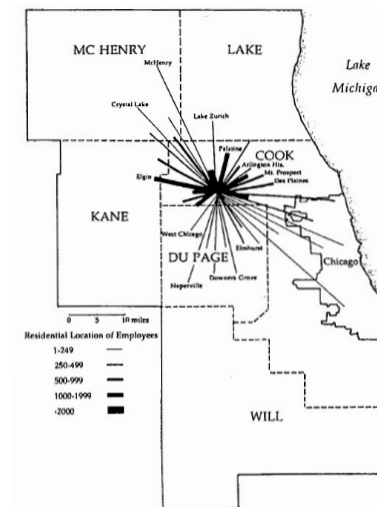 MC HENRY
LAKE
McHenry
Lake
Michigan
Crystal Lake
Lake Zurich
Palatine
COOK
Arlington Hts.
Mt. Prospect
Des Plaines
Elgin
KANE
West Chicago
Elmhurst
DU PAGE
Chicago
Naperville
Downers Grove
0 5 10 miles
Residential Location of Employees
1-249
250-499
500-999
1000-1999
-2000
WILL